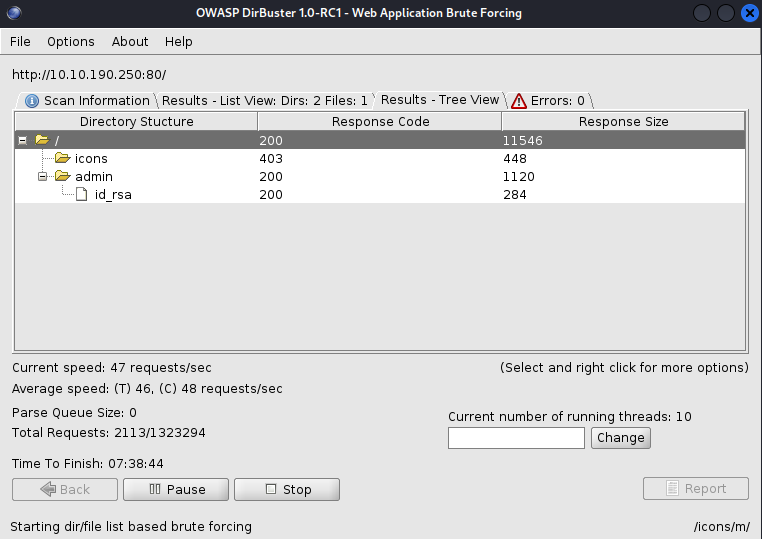 OWASP DirBuster 1.0-RC1 - Web Application Brute Forcing
File Options About Help
http://10.10.190.250:80/
Scan Information Results - List View: Dirs: 2 Files: 1 Results - Tree View Errors: 0
Directory Stucture Response Code Response Size
/ 200 11546
icons 403 448
admin 200 1120
id_rsa 200 284
Current speed: 47 requests/sec (Select and right click for more options)
Average speed: (T) 46, (C) 48 requests/sec
Parse Queue Size: 0 Current number of running threads: 10
Total Requests: 2113/1323294 Change
Time To Finish: 07:38:44
Back Pause Stop Report
Starting dir/file list based brute forcing /icons/m/